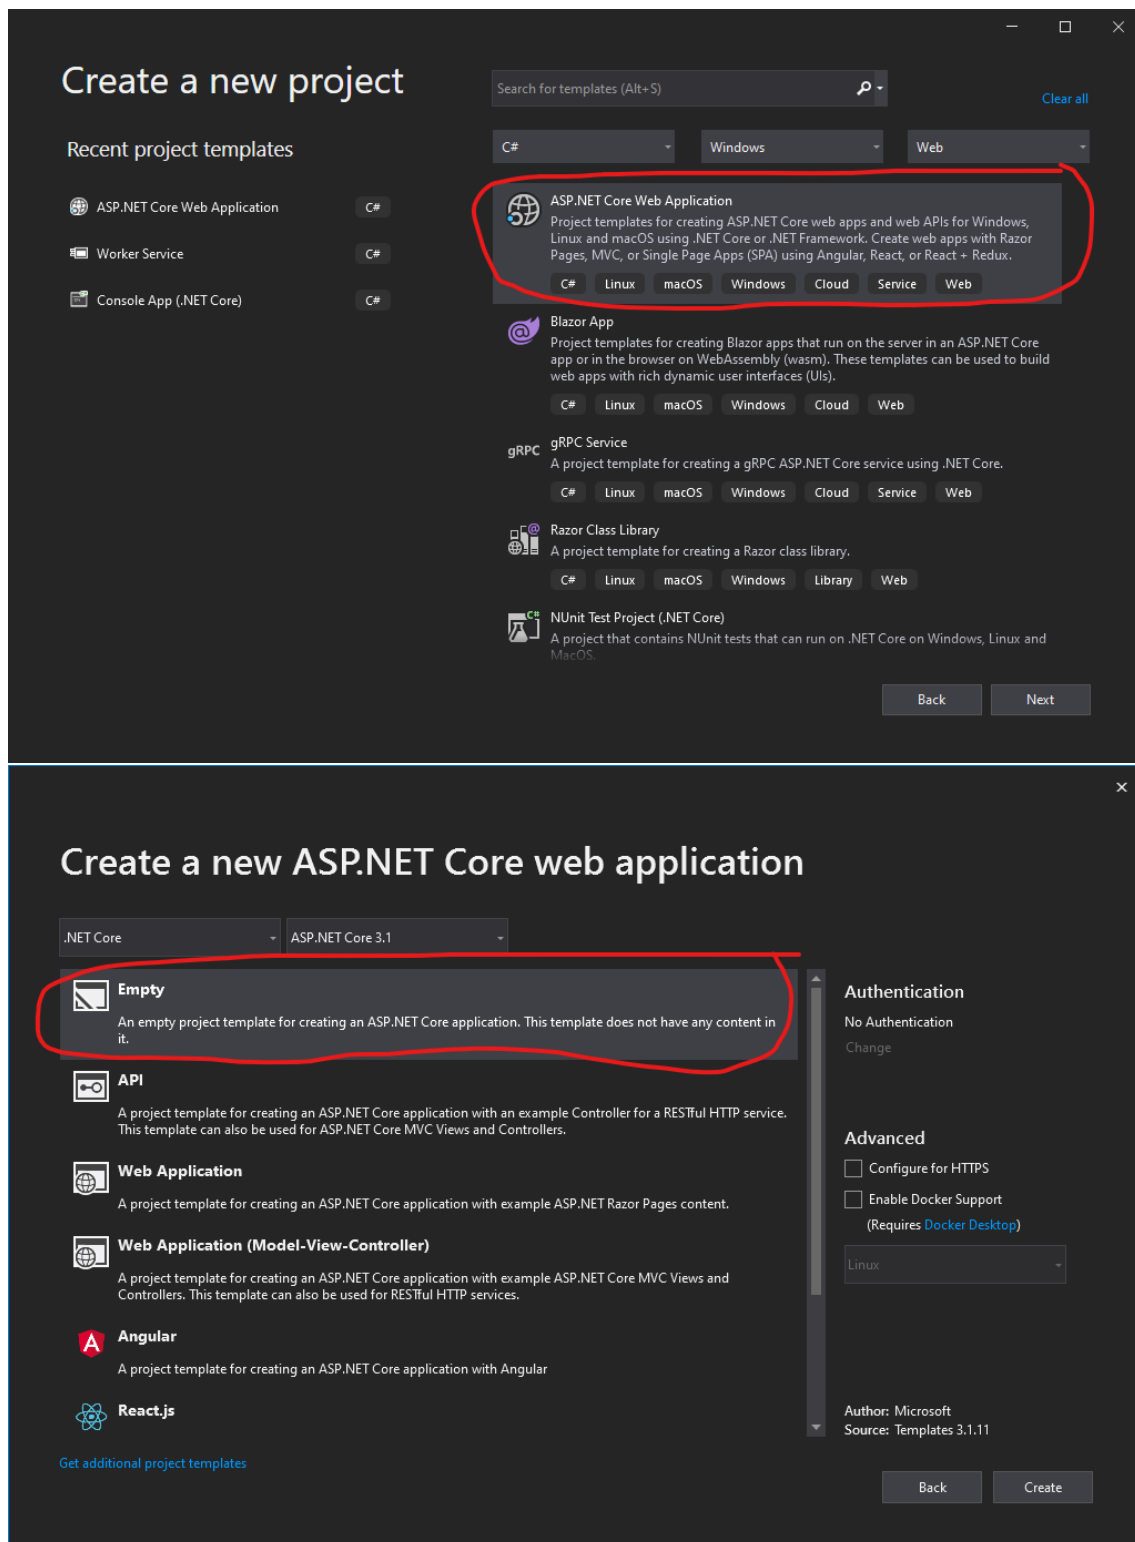 Create a new project
Search for templates (Alt+S)
Clear all
Recent project templates
C#
Windows
Web
ASP.NET Core Web Application C#
Worker Service C#
Console App (.NET Core) C#
ASP.NET Core Web Application
Project templates for creating ASP.NET Core web apps and web APIs for Windows,
Linux and macOS using .NET Core or .NET Framework. Create web apps with Razor
Pages, MVC, or Single Page Apps (SPA) using Angular, React, or React + Redux.
C# Linux macOS Windows Cloud Service Web
Blazor App
Project templates for creating Blazor apps that run on the server in an ASP.NET Core
app or in the browser on WebAssembly (wasm). These templates can be used to build
web apps with rich dynamic user interfaces (UIs).
C# Linux macOS Windows Cloud Web
gRPC
gRPC Service
A project template for creating a gRPC ASP.NET Core service using .NET Core.
C# Linux macOS Windows Cloud Service Web
Razor Class Library
A project template for creating a Razor class library.
C# Linux macOS Windows Library Web
C#
NUnit Test Project (.NET Core)
A project that contains NUnit tests that can run on .NET Core on Windows, Linux and
MacOS.
Back
Next
Create a new ASP.NET Core web application
.NET Core
ASP.NET Core 3.1
Empty
An empty project template for creating an ASP.NET Core application. This template does not have any content in
it.
API
A project template for creating an ASP.NET Core application with an example Controller for a RESTful HTTP service.
This template can also be used for ASP.NET Core MVC Views and Controllers.
Web Application
A project template for creating an ASP.NET Core application with example ASP.NET Razor Pages content.
Web Application (Model-View-Controller)
A project template for creating an ASP.NET Core application with example ASP.NET Core MVC Views and
Controllers. This template can also be used for RESTful HTTP services.
Angular
A project template for creating an ASP.NET Core application with Angular
React.js
Get additional project templates
Authentication
No Authentication
Change
Advanced
Configure for HTTPS
Enable Docker Support
(Requires Docker Desktop)
Linux
Author: Microsoft
Source: Templates 3.1.11
Back
Create